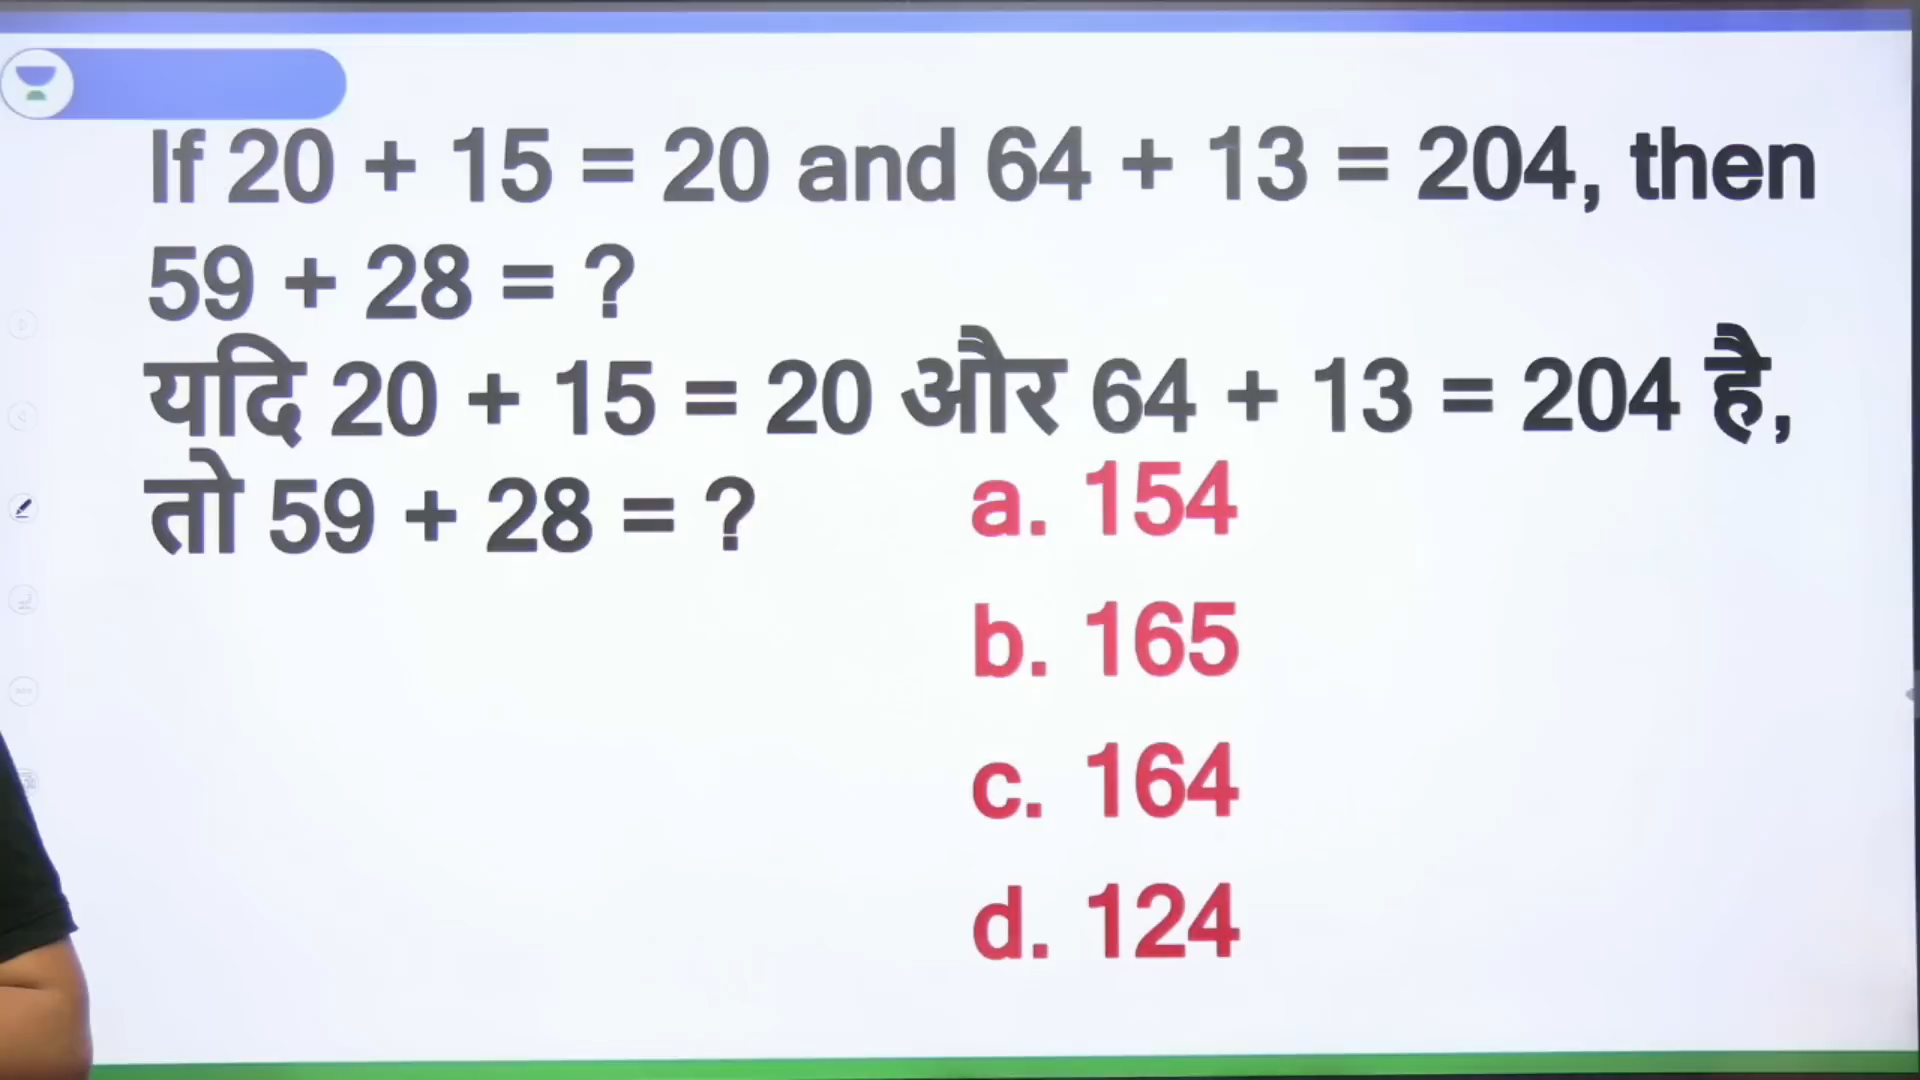 If 20 + 15 = 20 and 64 + 13 = 204, then
59 + 28 = ?
यदि 20 + 15 = 20 और 64 + 13 = 204 है,
तो 59 + 28 = ?
a. 154
b. 165
c. 164
d. 124